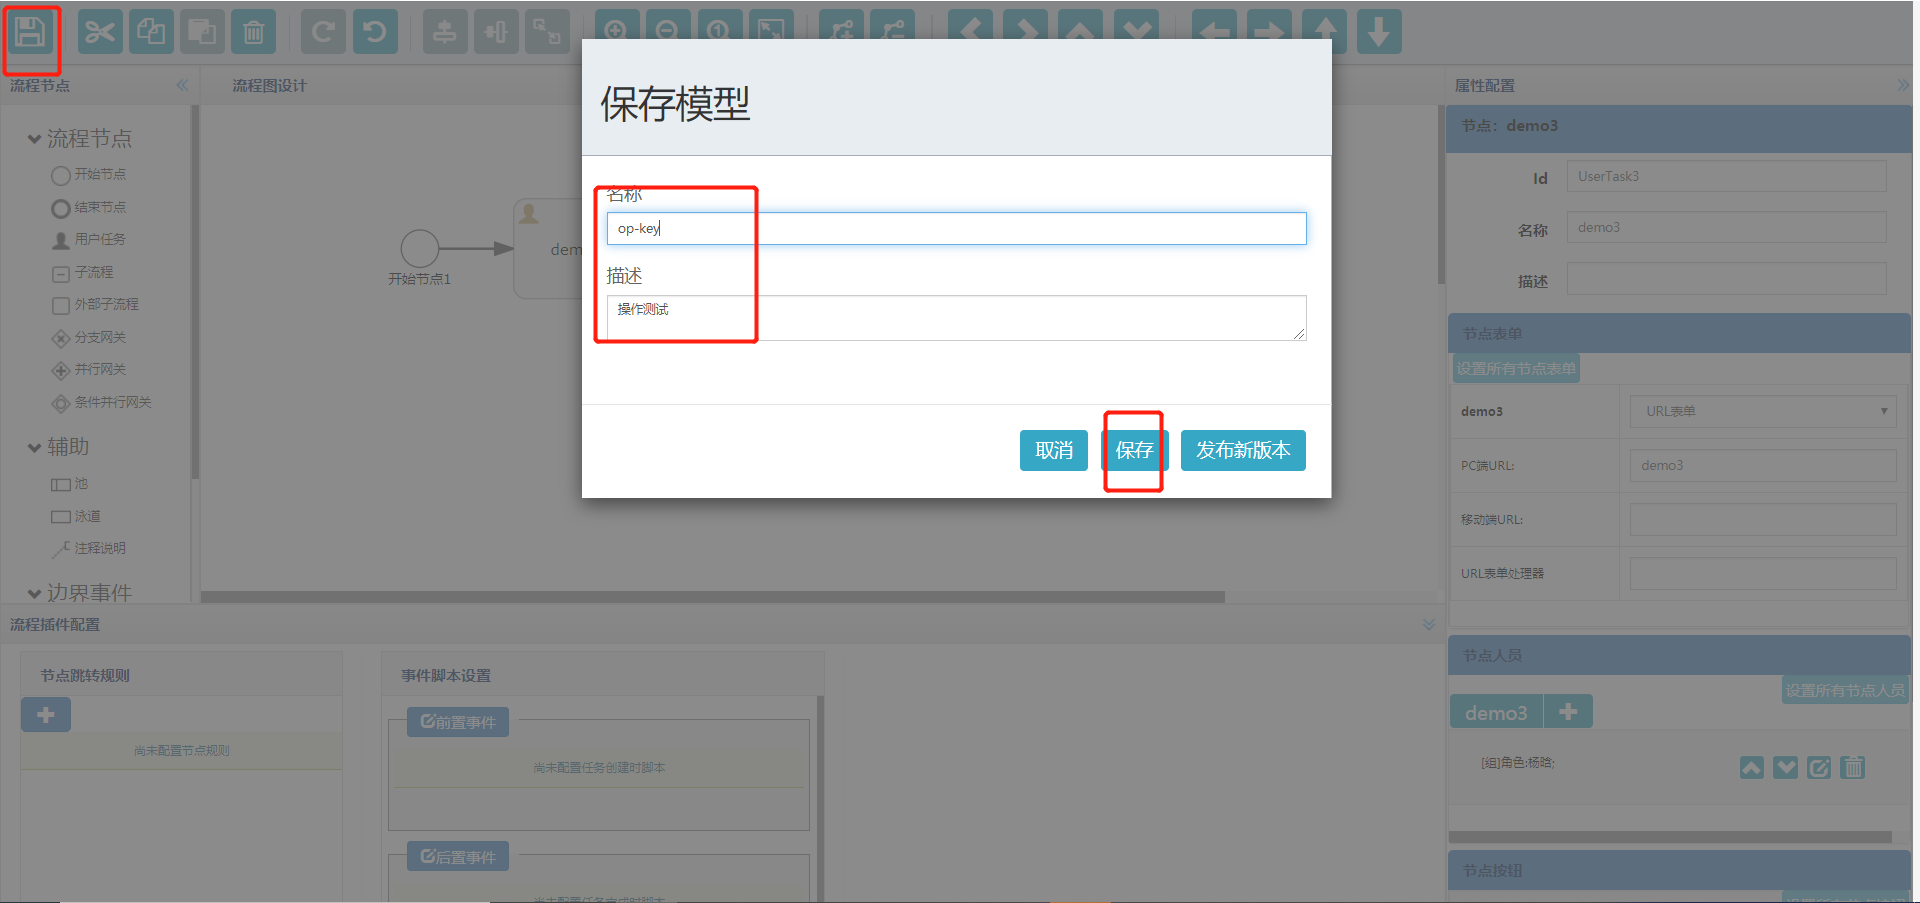 流程节点
流程图设计
属性配置
保存模型
名称
op-key
描述
操作测试
取消
保存
发布新版本
流程节点
开始节点
结束节点
用户任务
子流程
外部子流程
分支网关
并行网关
条件并行网关
辅助
池
泳道
注释说明
边界事件
开始节点1
dem
节点：demo3
Id
UserTask3
名称
demo3
描述
节点表单
设置所有节点表单
demo3
URL表单
PC端URL:
demo3
移动端URL:
URL表单处理器
节点人员
设置所有节点人员
demo3
[组]角色:杨晗;
节点按钮
流程插件配置
节点跳转规则
尚未配置节点规则
事件脚本设置
前置事件
尚未配置任务创建时脚本
后置事件
尚未配置任务完成时脚本